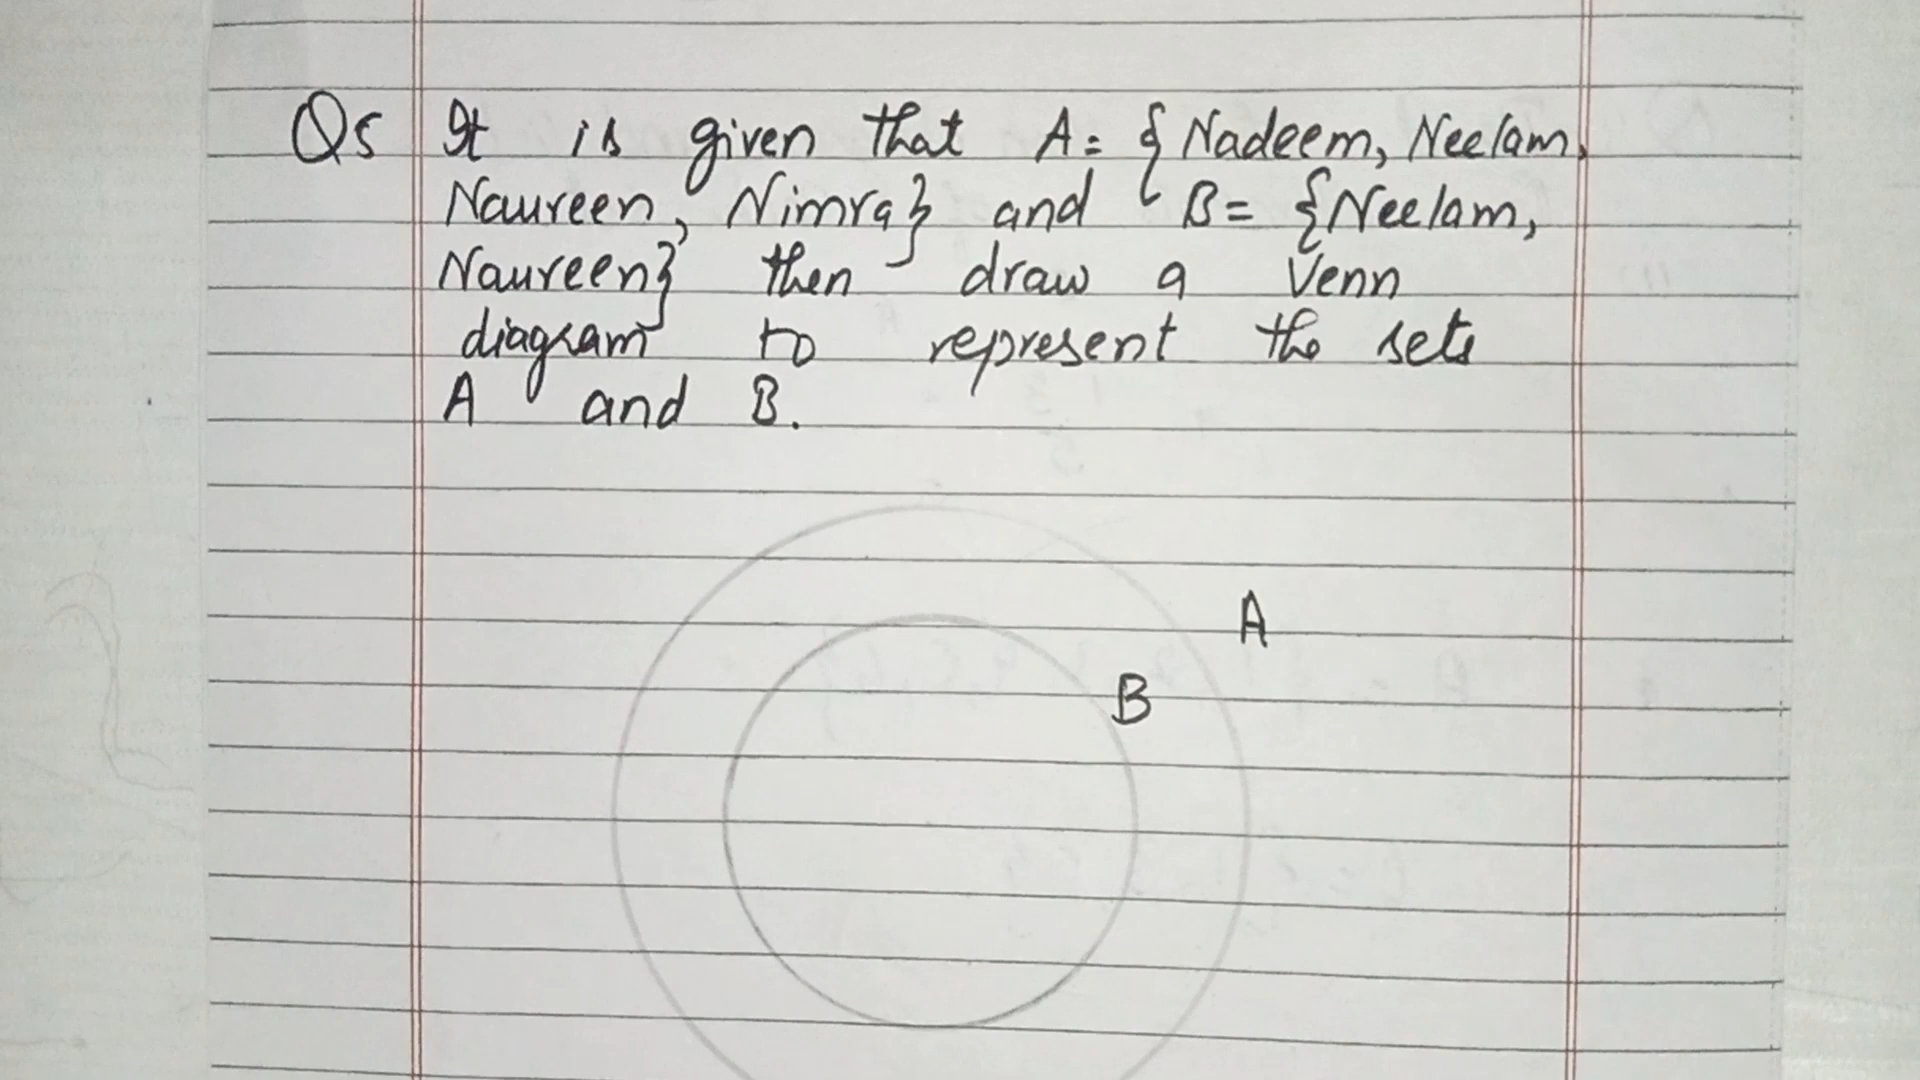 Q5 It is given that A= {Nadeem, Neelam,
Naureen, Nimra} and B= {Neelam,
Naureen} then draw a Venn
diagram to represent the sets
A and B.
A
B